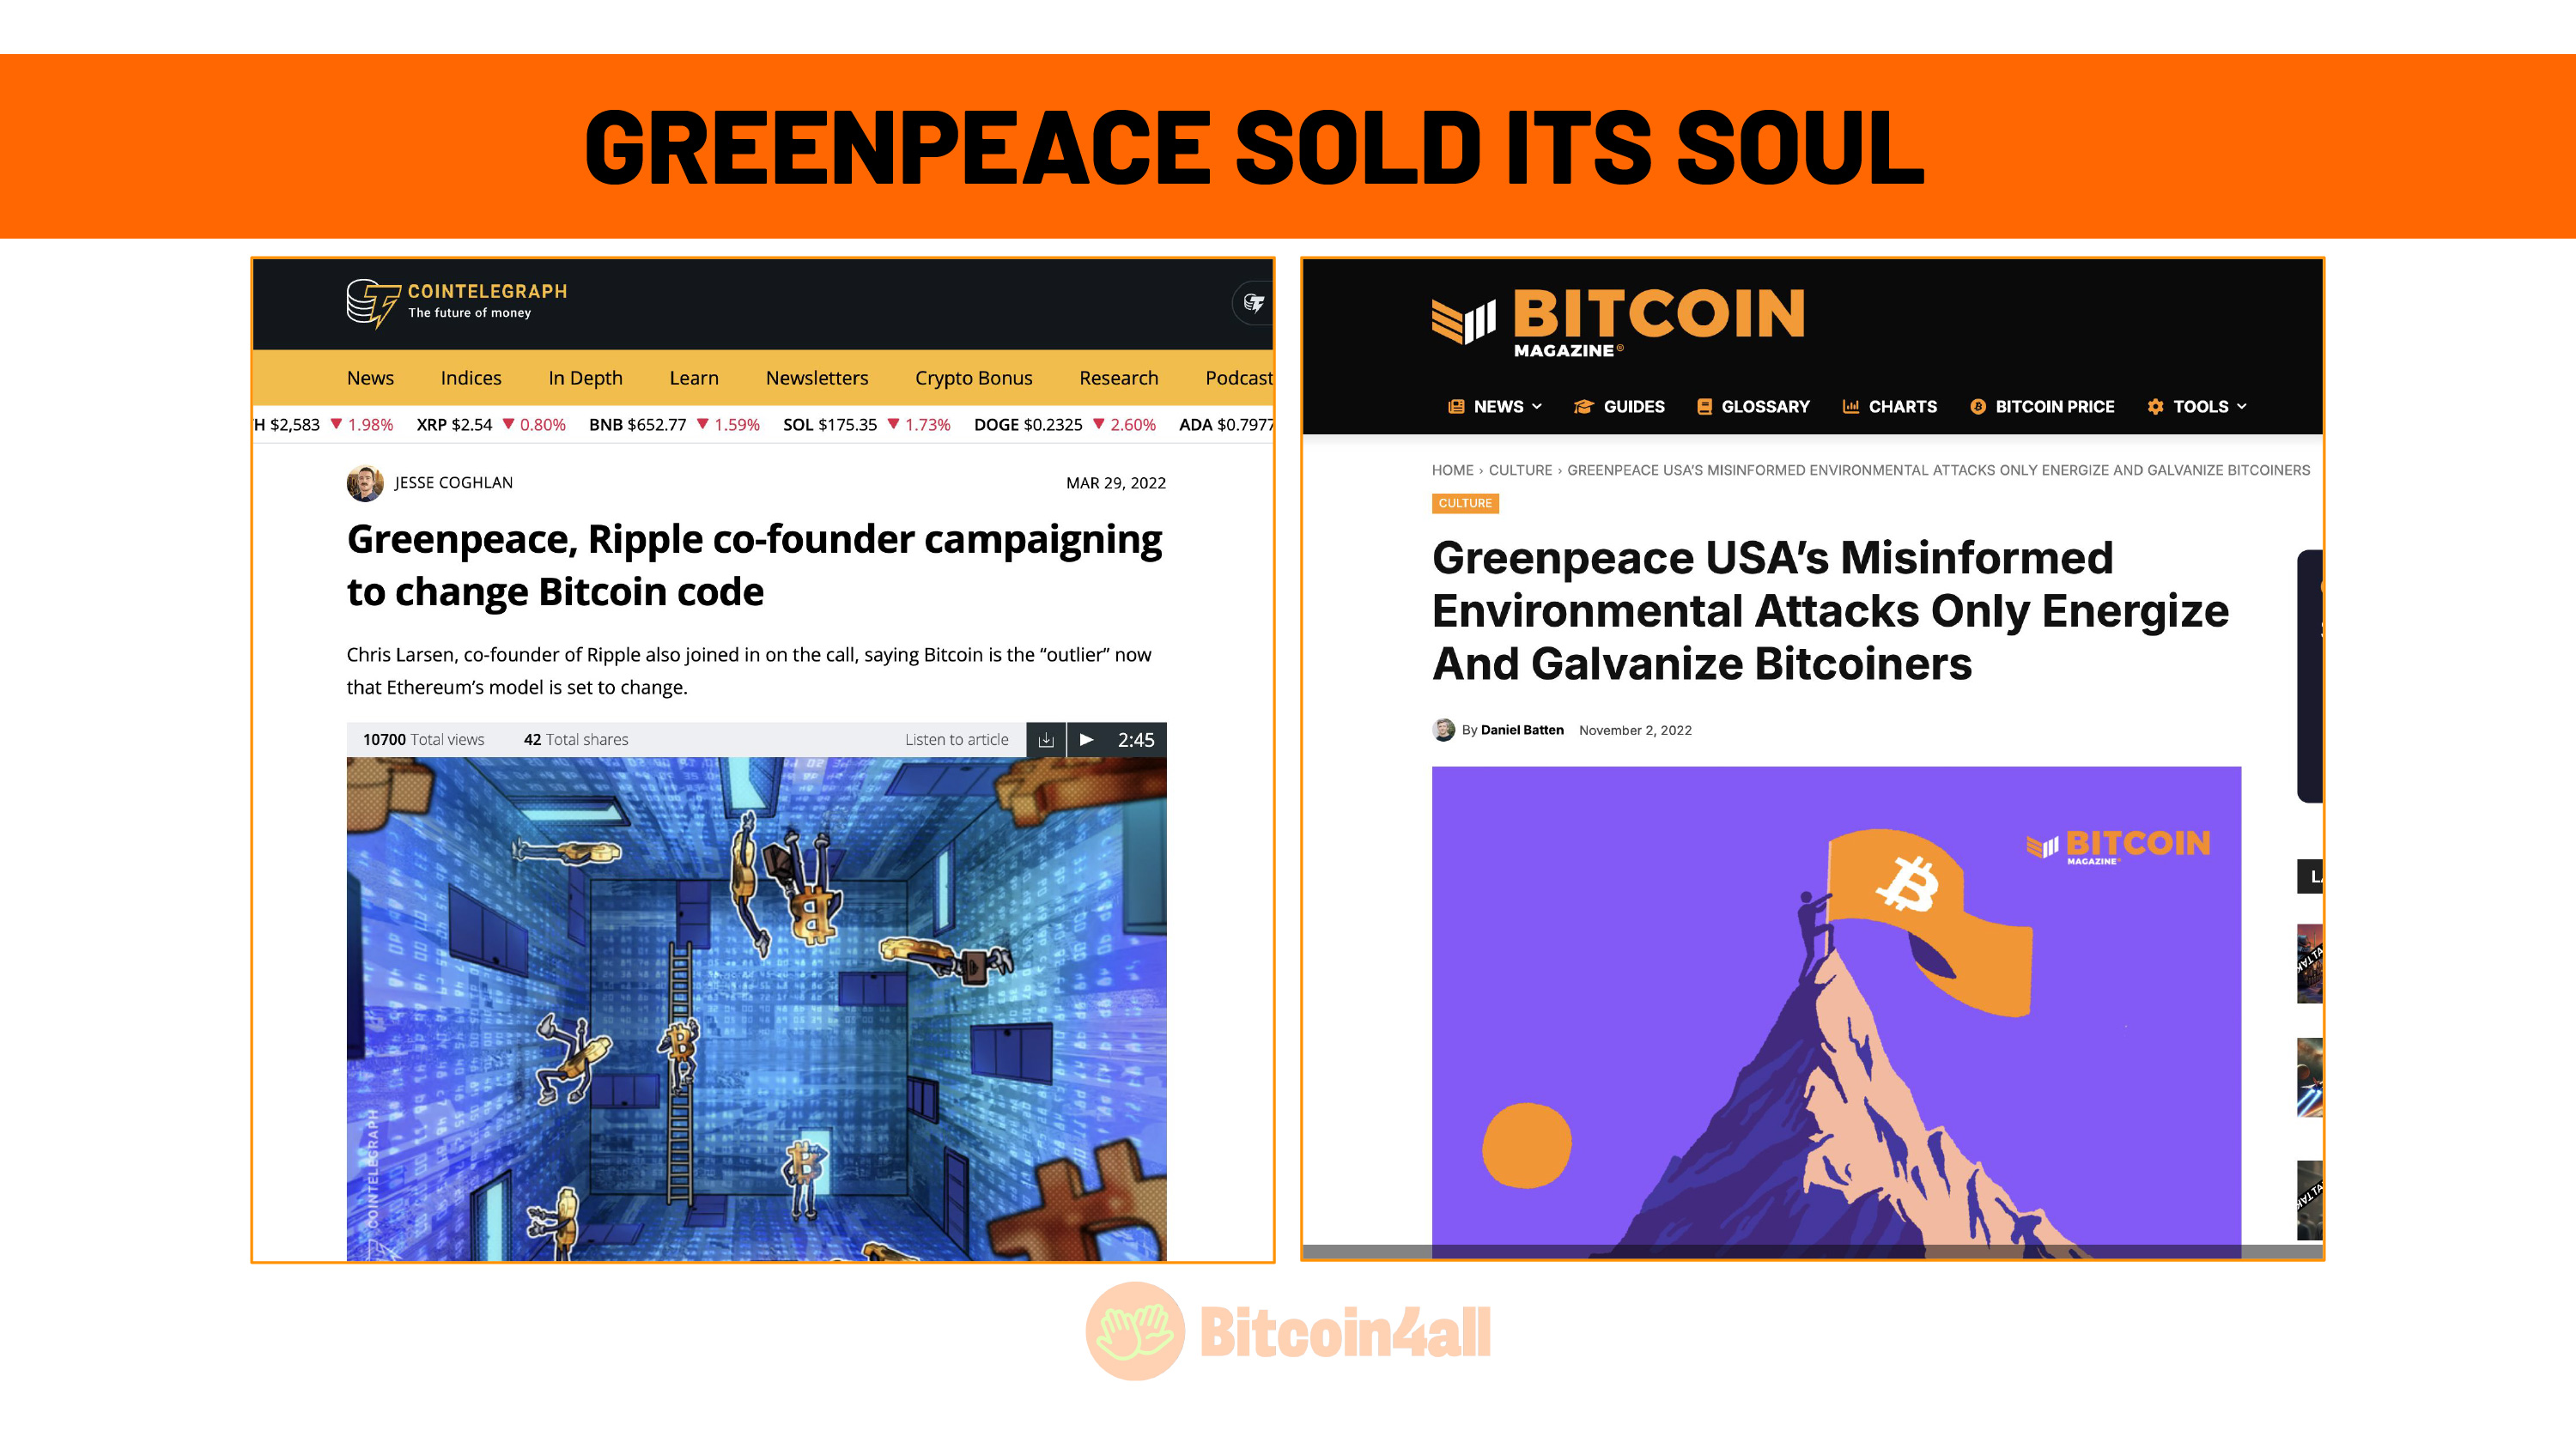 GREENPEACE SOLD ITS SOUL
COINTELEGRAPH
The future of money
News Indices In Depth Learn Newsletters Crypto Bonus Research Podcast
H $2,583 ▼ 1.98% XRP $2.54 ▼ 0.80% BNB $652.77 ▼ 1.59% SOL $175.35 ▼ 1.73% DOGE $0.2325 ▼ 2.60% ADA $0.7977
JESSE COGHLAN MAR 29, 2022
Greenpeace, Ripple co-founder campaigning
to change Bitcoin code
Chris Larsen, co-founder of Ripple also joined in on the call, saying Bitcoin is the “outlier” now
that Ethereum’s model is set to change.
10700 Total views 42 Total shares Listen to article 2:45
COINTELEGRAPH
BITCOIN
MAGAZINE®
NEWS GUIDES GLOSSARY CHARTS BITCOIN PRICE TOOLS
HOME › CULTURE › GREENPEACE USA’S MISINFORMED ENVIRONMENTAL ATTACKS ONLY ENERGIZE AND GALVANIZE BITCOINERS
CULTURE
Greenpeace USA’s Misinformed
Environmental Attacks Only Energize
And Galvanize Bitcoiners
By Daniel Batten November 2, 2022
BITCOIN
MAGAZINE®
Bitcoin4all